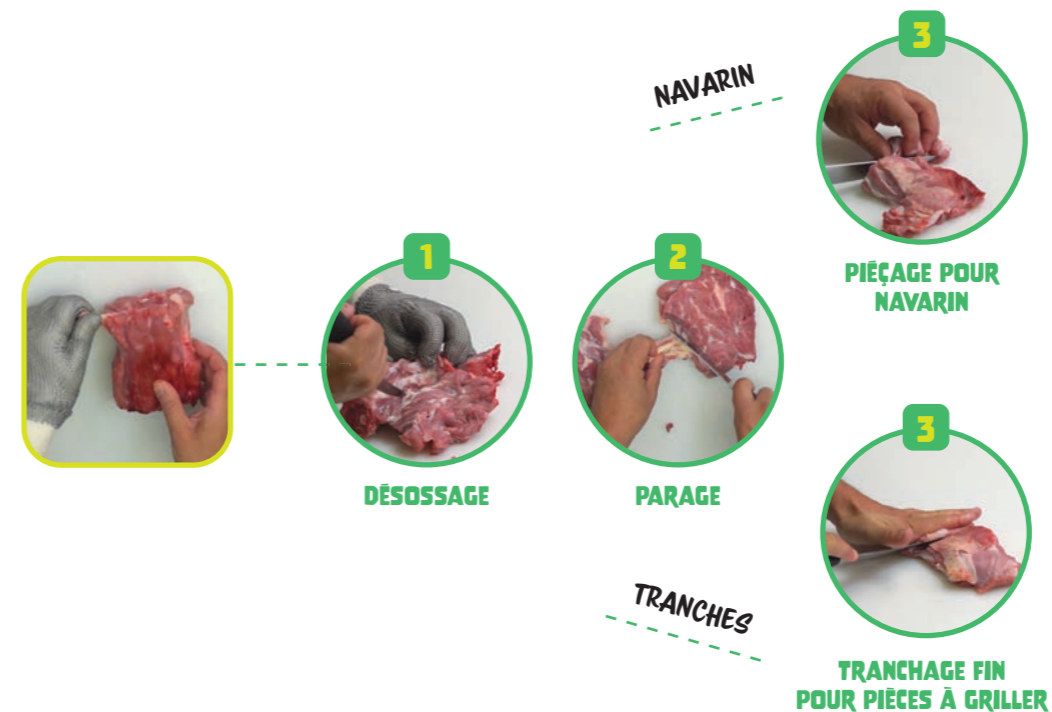 NAVARIN
3
PIÉÇAGE POUR
NAVARIN
1
DÉSOSSAGE
2
PARAGE
TRANCHES
3
TRANCHAGE FIN
POUR PIÈCES À GRILLER